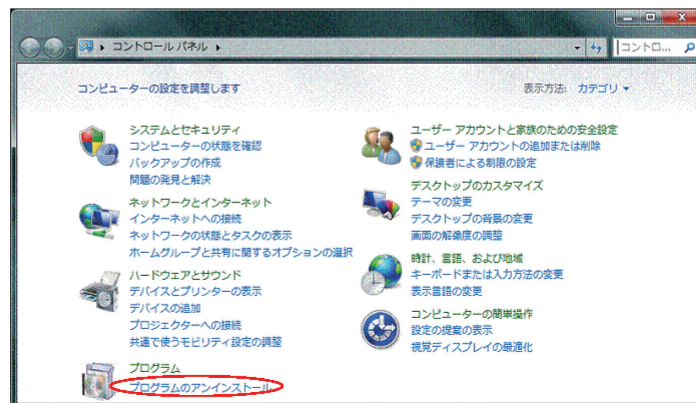 コントロール パネル
コントロ...
コンピューターの設定を調整します
表示方法: カテゴリ
システムとセキュリティ
コンピューターの状態を確認
バックアップの作成
問題の発見と解決
ネットワークとインターネット
インターネットへの接続
ネットワークの状態とタスクの表示
ホームグループと共有に関するオプションの選択
ハードウェアとサウンド
デバイスとプリンターの表示
デバイスの追加
プロジェクターへの接続
共通で使うモビリティ設定の調整
プログラム
プログラムのアンインストール
ユーザー アカウントと家族のための安全設定
ユーザー アカウントの追加または削除
保護者による制限の設定
デスクトップのカスタマイズ
テーマの変更
デスクトップの背景の変更
画面の解像度の調整
時計、言語、および地域
キーボードまたは入力方法の変更
表示言語の変更
コンピューターの簡単操作
設定の提案の表示
視覚ディスプレイの最適化